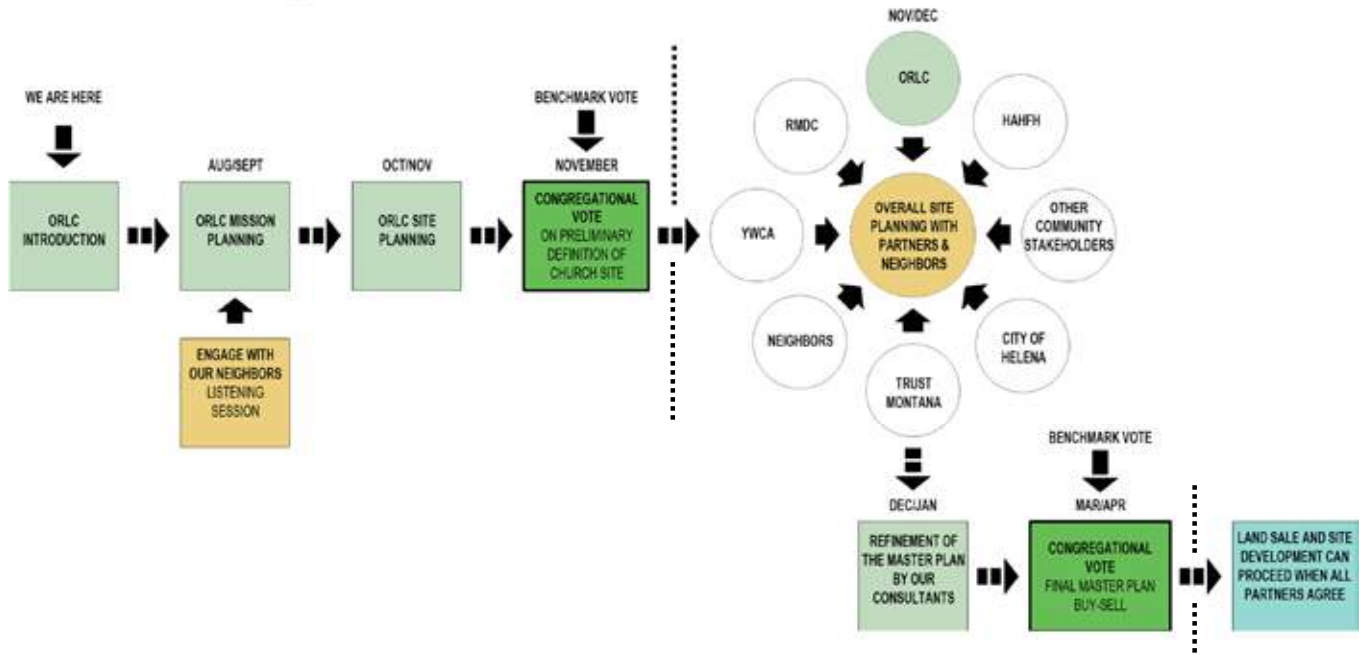 WE ARE HERE
ORLC
INTRODUCTION
AUG/SEPT
ORLC MISSION
PLANNING
ENGAGE WITH
OUR NEIGHBORS
LISTENING
SESSION
OCT/NOV
ORLC SITE
PLANNING
BENCHMARK VOTE
NOVEMBER
CONGREGATIONAL
VOTE
ON PRELIMINARY
DEFINITION OF
CHURCH SITE
NOV/DEC
ORLC
HAHFH
OTHER
COMMUNITY
STAKEHOLDERS
CITY OF
HELENA
TRUST
MONTANA
NEIGHBORS
YWCA
RMDC
OVERALL SITE
PLANNING WITH
PARTNERS &
NEIGHBORS
DEC/JAN
REFINEMENT OF
THE MASTER PLAN
BY OUR
CONSULTANTS
BENCHMARK VOTE
MAR/APR
CONGREGATIONAL
VOTE
FINAL MASTER PLAN
BUY-SELL
LAND SALE AND SITE
DEVELOPMENT CAN
PROCEED WHEN ALL
PARTNERS AGREE